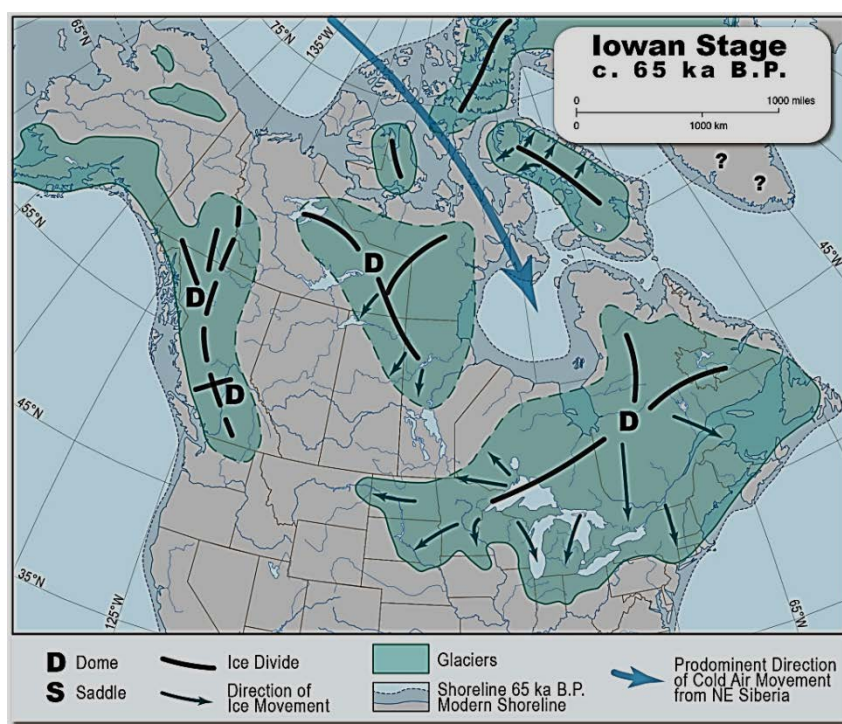 65°N
75°N
135°W
Iowan Stage
c. 65 ka B.P.
0
1000 miles
0
1000 km
?
?
55°N
45°W
D
D
D
D
45°N
35°N
125°W
65°W
D Dome
Ice Divide
Glaciers
Prodominent Direction
of Cold Air Movement
from NE Siberia
S Saddle
Direction of
Ice Movement
Shoreline 65 ka B.P.
Modern Shoreline